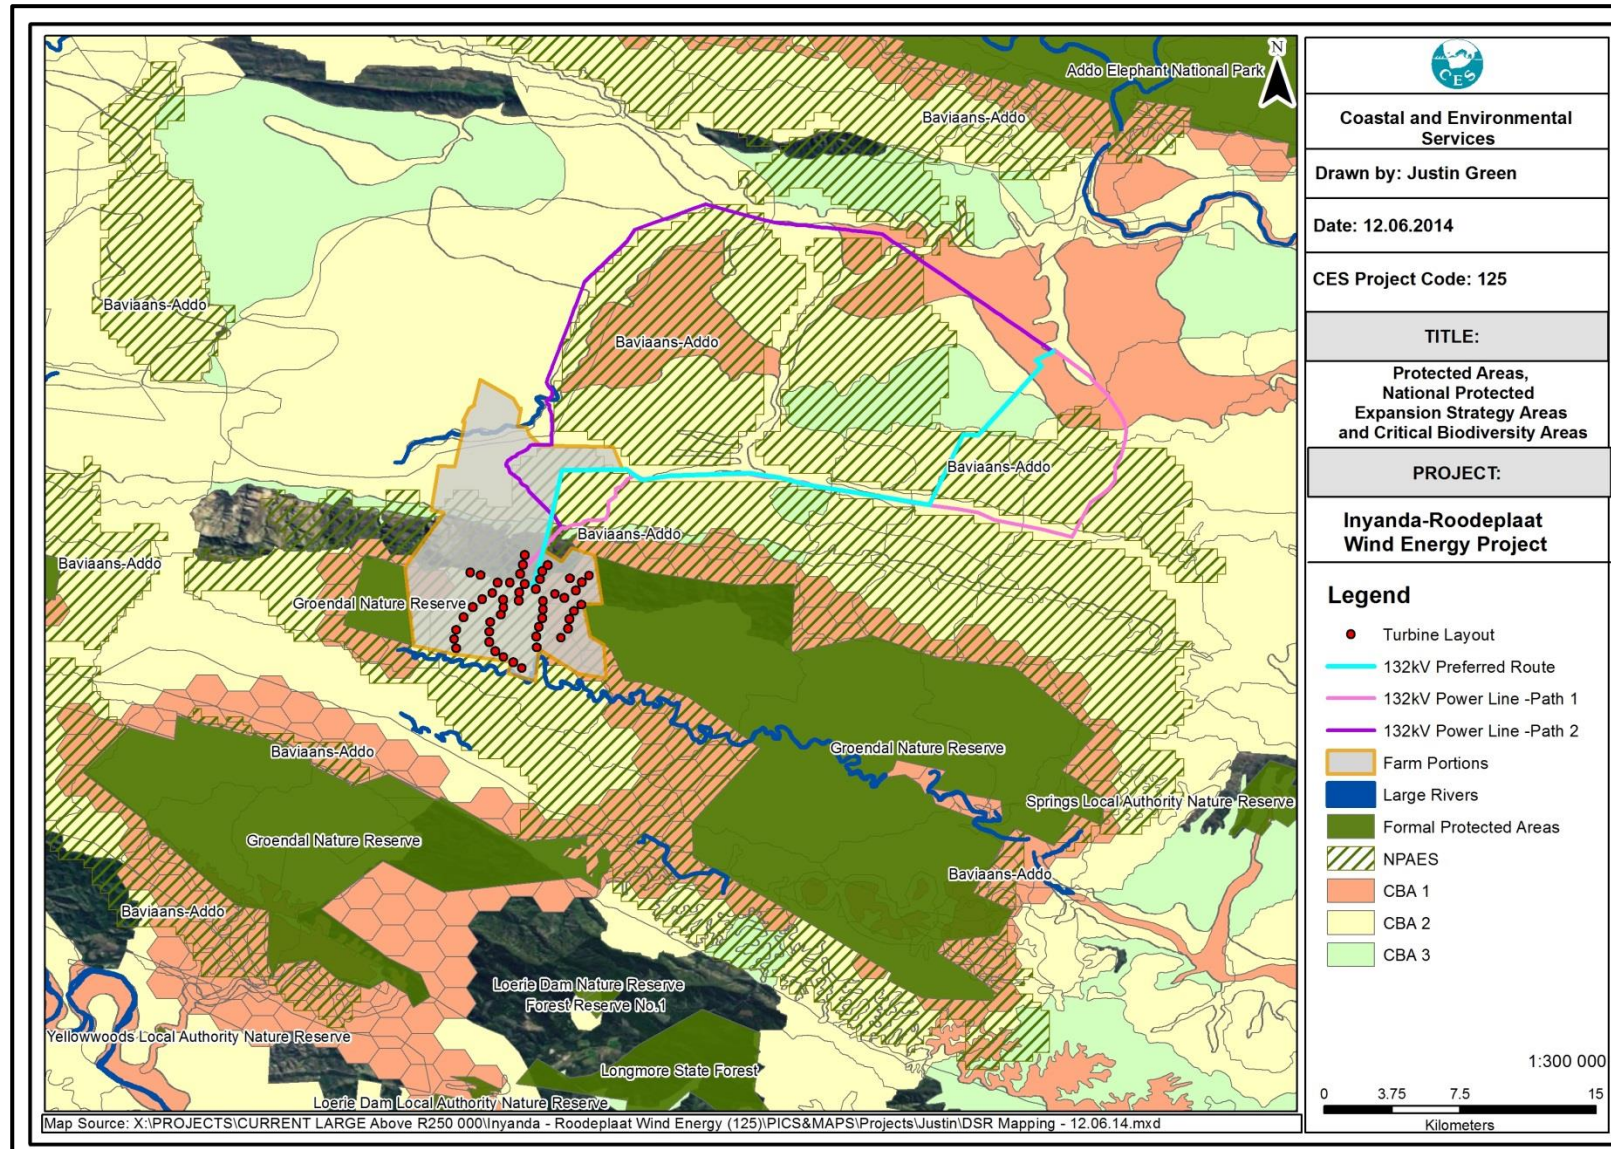 N
Addo Elephant National Park
Baviaans-Addo
Baviaans-Addo
Baviaans-Addo
Baviaans-Addo
Baviaans-Addo
Baviaans-Addo
Groendal Nature Reserve
Groendal Nature Reserve
Baviaans-Addo
Springs Local Authority Nature Reserve
Groendal Nature Reserve
Baviaans-Addo
Baviaans-Addo
Loerie Dam Nature Reserve
Forest Reserve No.1
Yellowwoods Local Authority Nature Reserve
Longmore State Forest
Loerie Dam Local Authority Nature Reserve
Map Source: X:\PROJECTS\CURRENT LARGE Above R250 000\Inyanda - Roodeplaat Wind Energy (125)\PICS&MAPS\Projects\Justin\DSR Mapping - 12.06.14.mxd
CES
Coastal and Environmental
Services
Drawn by: Justin Green
Date: 12.06.2014
CES Project Code: 125
TITLE:
Protected Areas,
National Protected
Expansion Strategy Areas
and Critical Biodiversity Areas
PROJECT:
Inyanda-Roodeplaat
Wind Energy Project
Legend
Turbine Layout
132kV Preferred Route
132kV Power Line -Path 1
132kV Power Line -Path 2
Farm Portions
Large Rivers
Formal Protected Areas
NPAES
CBA 1
CBA 2
CBA 3
1:300 000
0 3.75 7.5 15
Kilometers